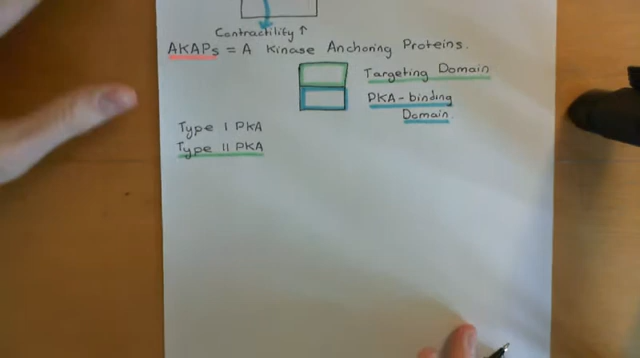 Contractility ↑
AKAPs = A Kinase Anchoring Proteins.
Targeting Domain
PKA-binding
Domain.
Type I PKA
Type II PKA